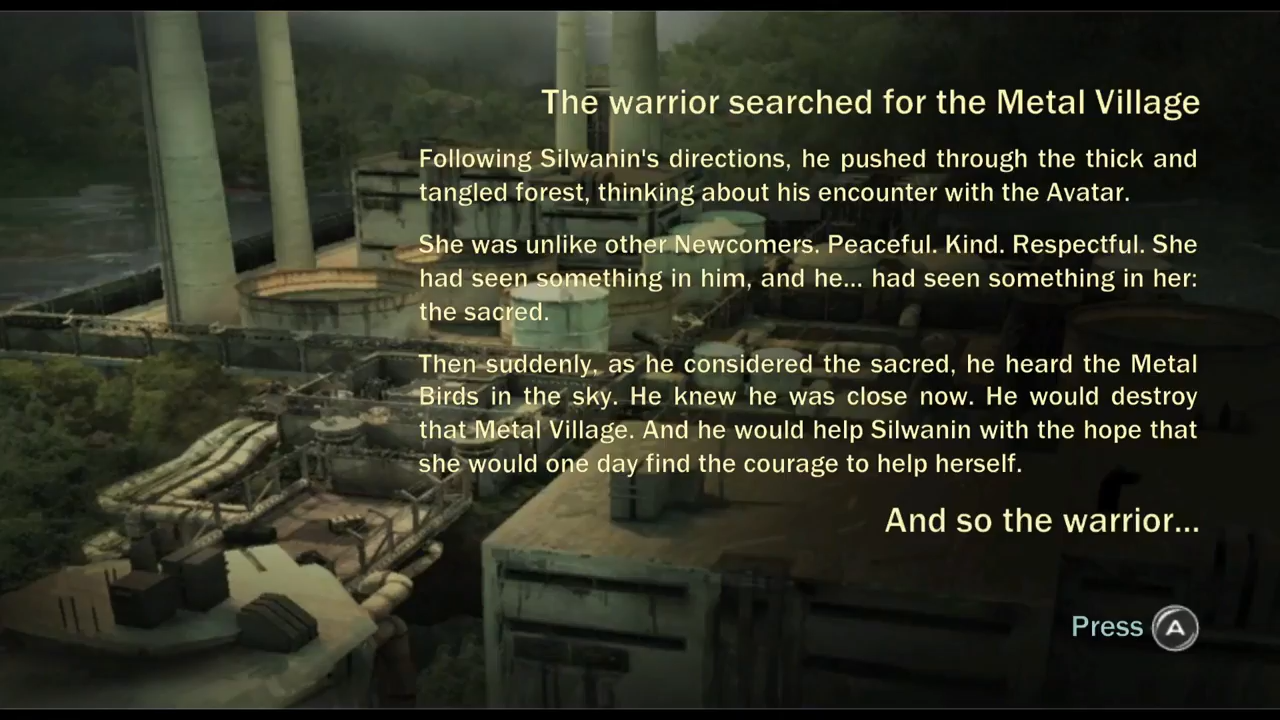 The warrior searched for the Metal Village
Following Silwanin's directions, he pushed through the thick and
tangled forest, thinking about his encounter with the Avatar.
She was unlike other Newcomers. Peaceful. Kind. Respectful. She
had seen something in him, and he... had seen something in her:
the sacred.
Then suddenly, as he considered the sacred, he heard the Metal
Birds in the sky. He knew he was close now. He would destroy
that Metal Village. And he would help Silwanin with the hope that
she would one day find the courage to help herself.
And so the warrior...
Press A